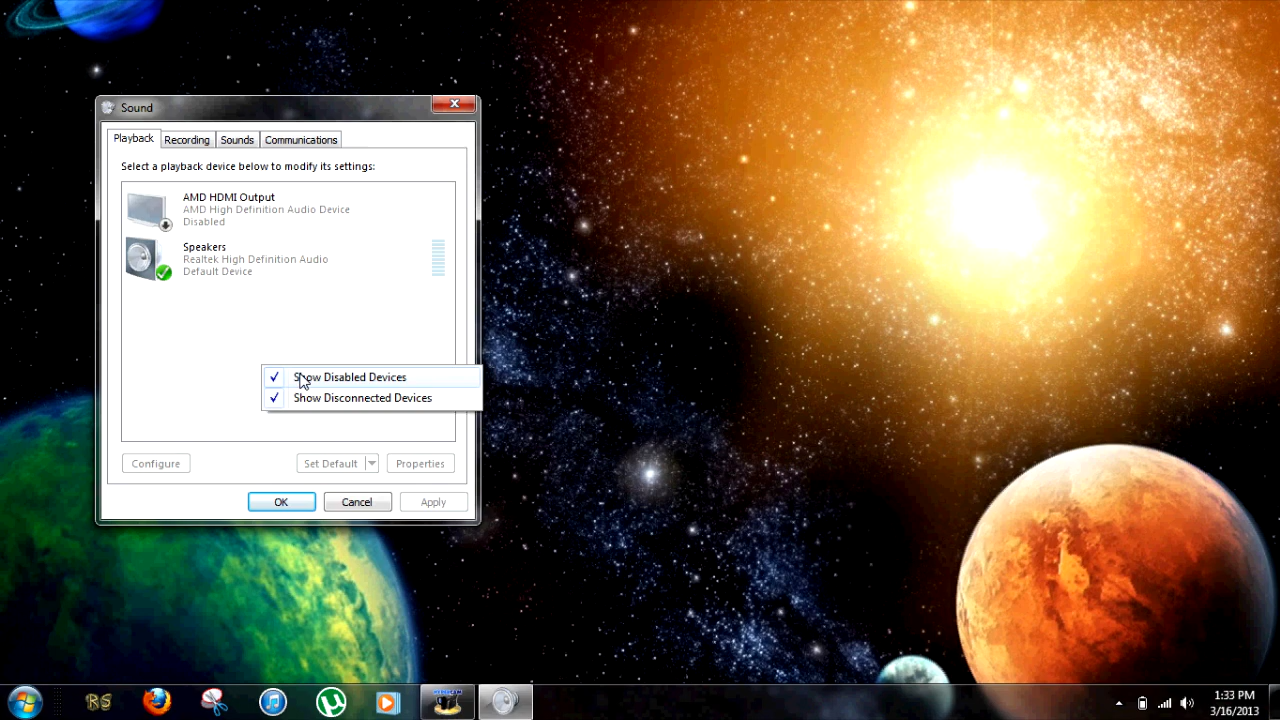 Sound
Playback
Recording
Sounds
Communications
Select a playback device below to modify its settings:
AMD HDMI Output
AMD High Definition Audio Device
Disabled
Speakers
Realtek High Definition Audio
Default Device
Show Disabled Devices
Show Disconnected Devices
Configure
Set Default
Properties
OK
Cancel
Apply
RS
1:33 PM
3/16/2013